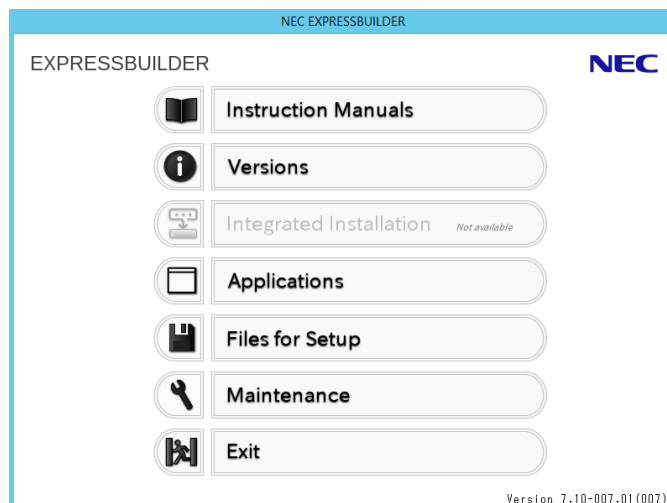 NEC EXPRESSBUILDER
EXPRESSBUILDER
NEC
Instruction Manuals
Versions
Integrated Installation Not available
Applications
Files for Setup
Maintenance
Exit
Version 7.10-007.01(007)